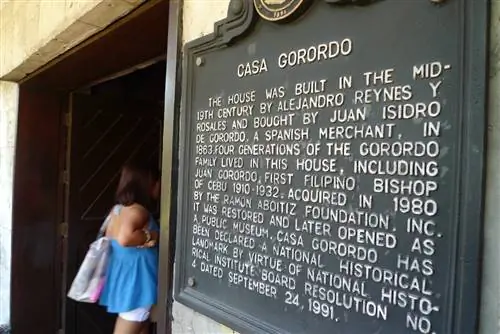 CASA GORORDO
THE HOUSE WAS BUILT IN THE MID-
19TH CENTURY BY ALEJANDRO REYNES Y
ROSALES AND BOUGHT BY JUAN ISIDRO
DE GORORDO, A SPANISH MERCHANT, IN
1863. FOUR GENERATIONS OF THE GORORDO
FAMILY LIVED IN THIS HOUSE, INCLUDING
JUAN GORORDO, FIRST FILIPINO BISHOP
OF CEBU 1910-1932. ACQUIRED IN 1980
BY THE RAMON ABOITIZ FOUNDATION. INC.
IT WAS RESTORED AND LATER OPENED AS
A PUBLIC MUSEUM. CASA GORORDO HAS
BEEN DECLARED A NATIONAL HISTORICAL
LANDMARK BY VIRTUE OF NATIONAL HISTO-
RICAL INSTITUTE BOARD RESOLUTION NO
4 DATED SEPTEMBER 24, 1991.